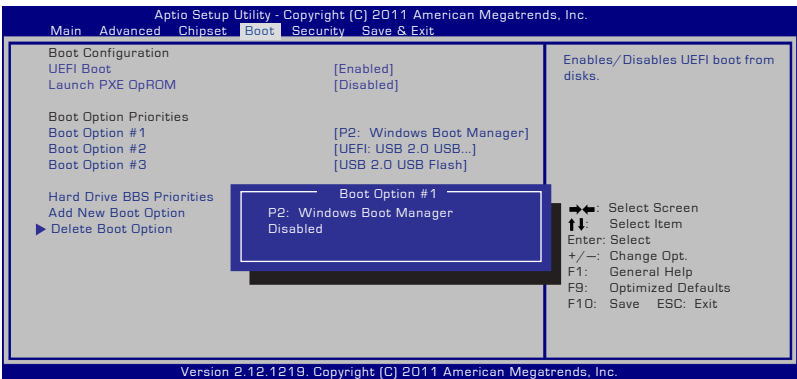 Aptio Setup Utility - Copyright (C) 2011 American Megatrends, Inc.
Main Advanced Chipset Boot Security Save & Exit
Boot Configuration
UEFI Boot [Enabled]
Launch PXE OpROM [Disabled]
Boot Option Priorities
Boot Option #1 [P2: Windows Boot Manager]
Boot Option #2 [UEFI: USB 2.0 USB...]
Boot Option #3 [USB 2.0 USB Flash]
Hard Drive BBS Priorities
Add New Boot Option
Delete Boot Option
Boot Option #1
P2: Windows Boot Manager
Disabled
Enables/Disables UEFI boot from
disks.
→←: Select Screen
↑↓: Select Item
Enter: Select
+/—: Change Opt.
F1: General Help
F9: Optimized Defaults
F10: Save ESC: Exit
Version 2.12.1219. Copyright (C) 2011 American Megatrends, Inc.